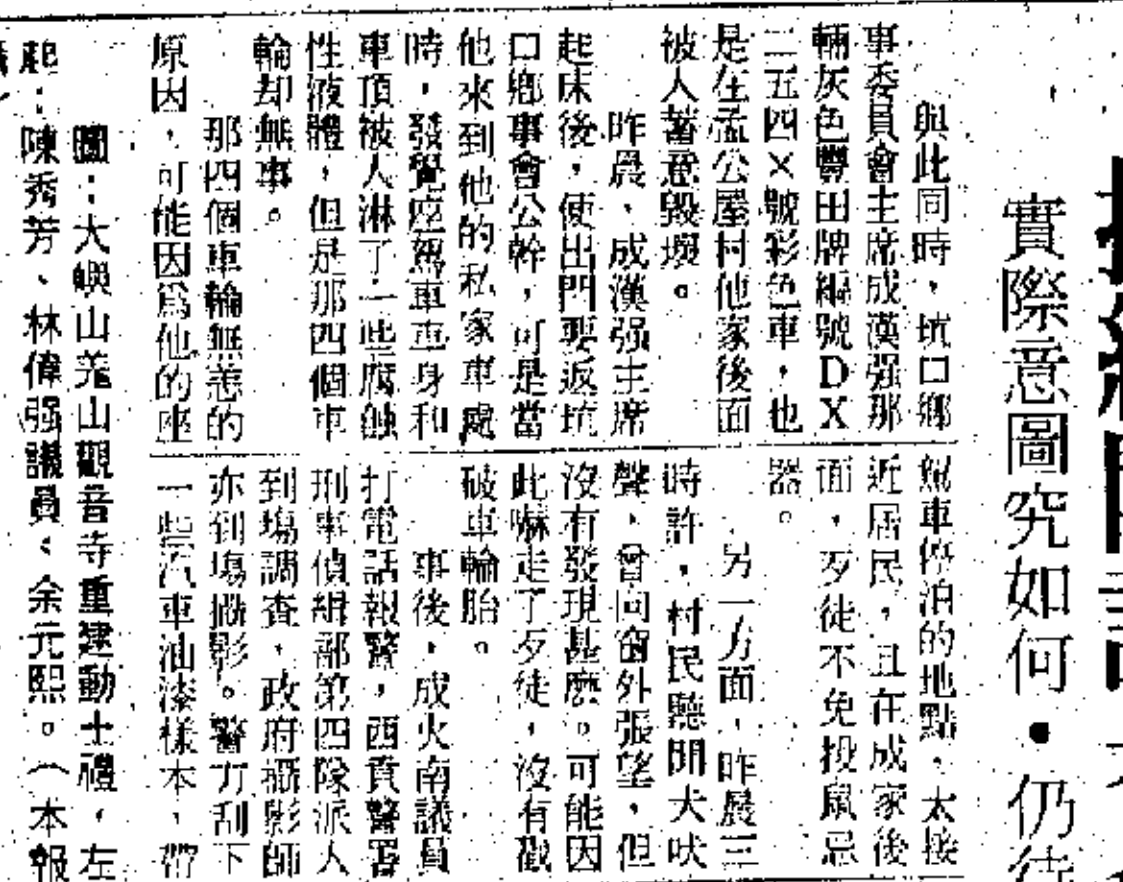 實際意圖究如何•仍待
與此同時，坑口鄉
事委員會主席成漢强那
輛灰色豐田牌編號DX
二五四×號彩色車，也
是在孟公屋村他家後面
被人蓄意毀壞。
昨晨，成漢强主席
起床後，使出門要返坑
口鄉事會公幹，可是當
他來到他的私家車處
時，發覺座駕車車身和
車頂被人淋了一些腐蝕
性液體，但是那四個車
輪却無事。
那四個車輪無恙的
原因，可能因爲他的座
駕車停泊的地點，太接
近居民，且在成家後
面，歹徒不免投鼠忌
器。
另一方面，昨晨三
時許，村民聽聞犬吠
聲，曾向窗外張望，但
沒有發現甚麽。可能因
此嚇走了歹徒，沒有戳
破車輪胎。
事後，成火南議員
打電話報警，西貢警署
刑事偵緝部第四隊派人
到場調查，政府攝影師
亦到場攝影。警方刮下
一些汽車油漆樣本，帶
圖：大嶼山羗山觀音寺重建動土禮，左
起：陳秀芳、林偉强議員、余元熙。（本報